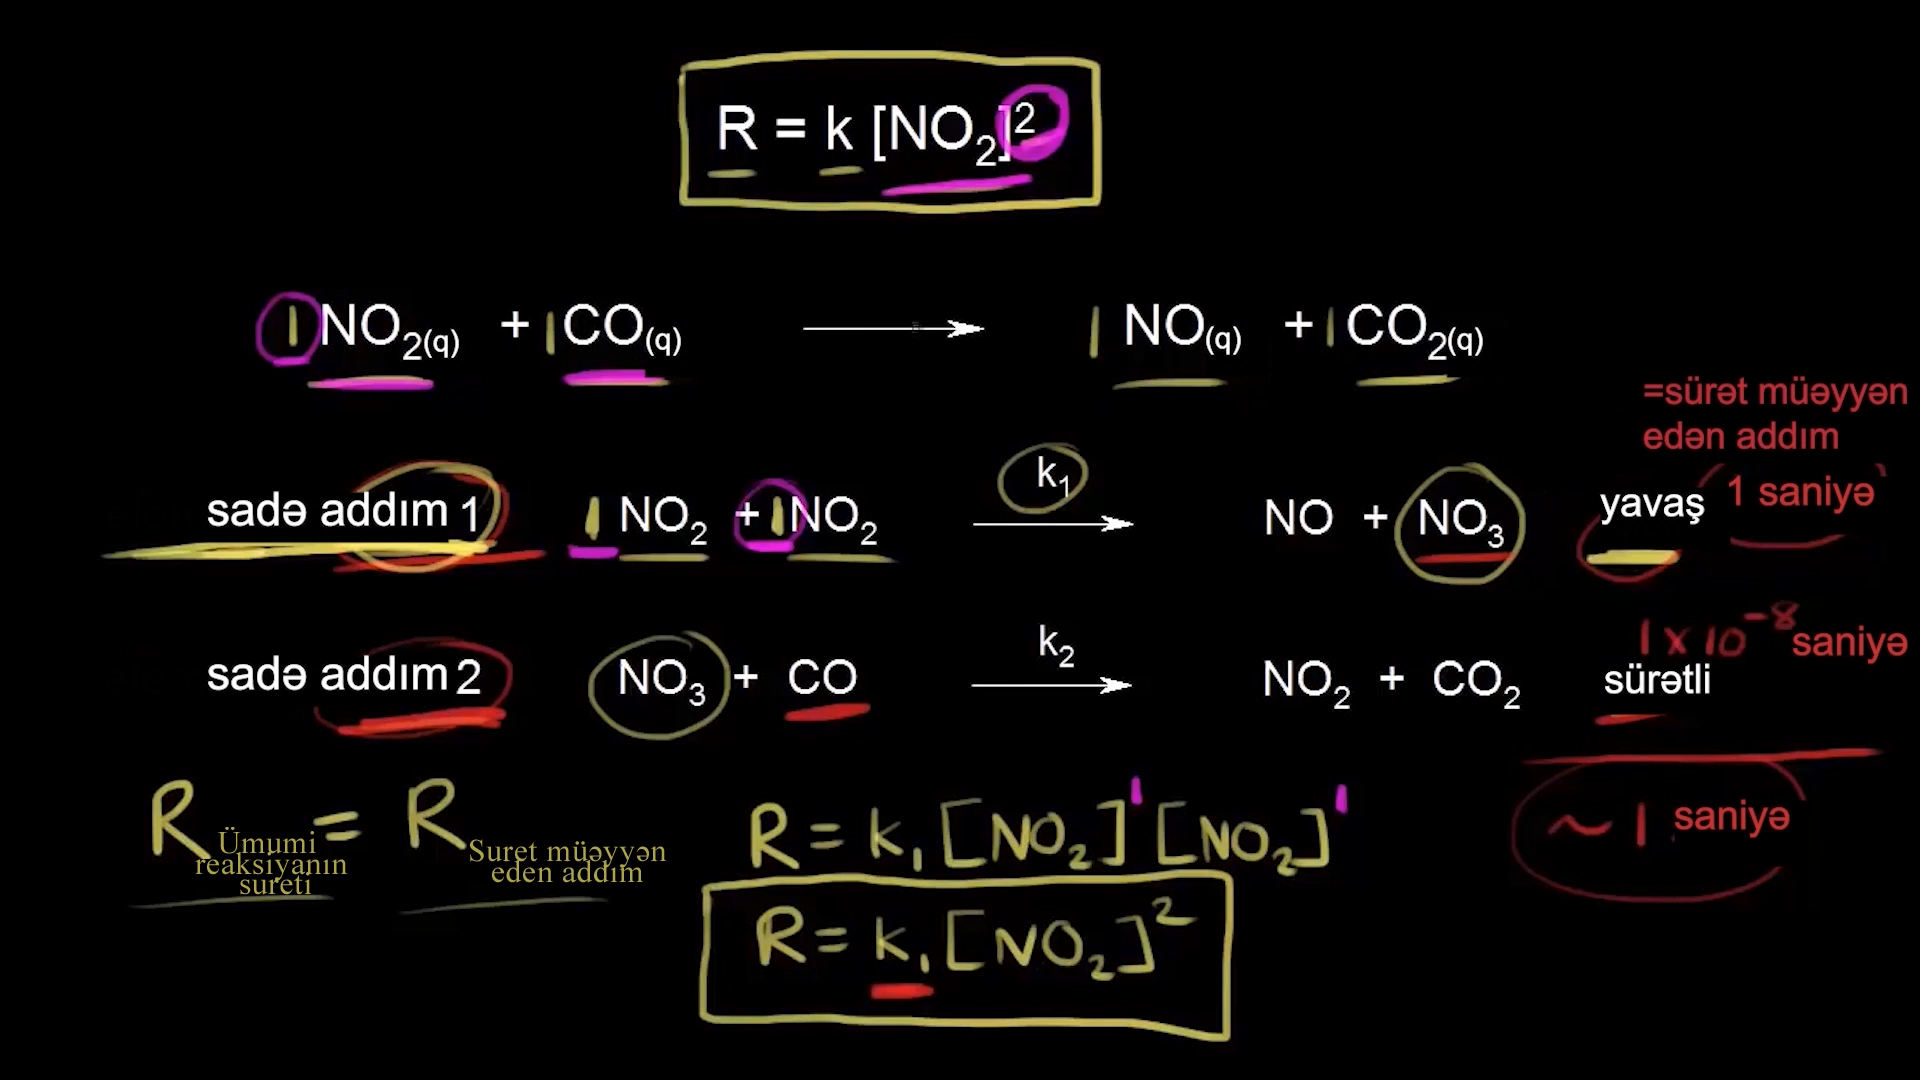 R = k [NO₂]²
1 NO₂(q) + 1 CO(q) → 1 NO(q) + 1 CO₂(q)
=sürət müəyyən
edən addım
sadə addım 1 1 NO₂ + 1 NO₂ k₁ → NO + NO₃ yavaş 1 saniyə
1 x 10⁻⁸ saniyə
sadə addım 2 NO₃ + CO k₂ → NO₂ + CO₂ sürətli
R Ümumi reaksiyanın sureti = R Suret müəyyən eden addım
R = k₁ [NO₂]¹ [NO₂]¹
~ 1 saniyə
R = k₁ [NO₂]²